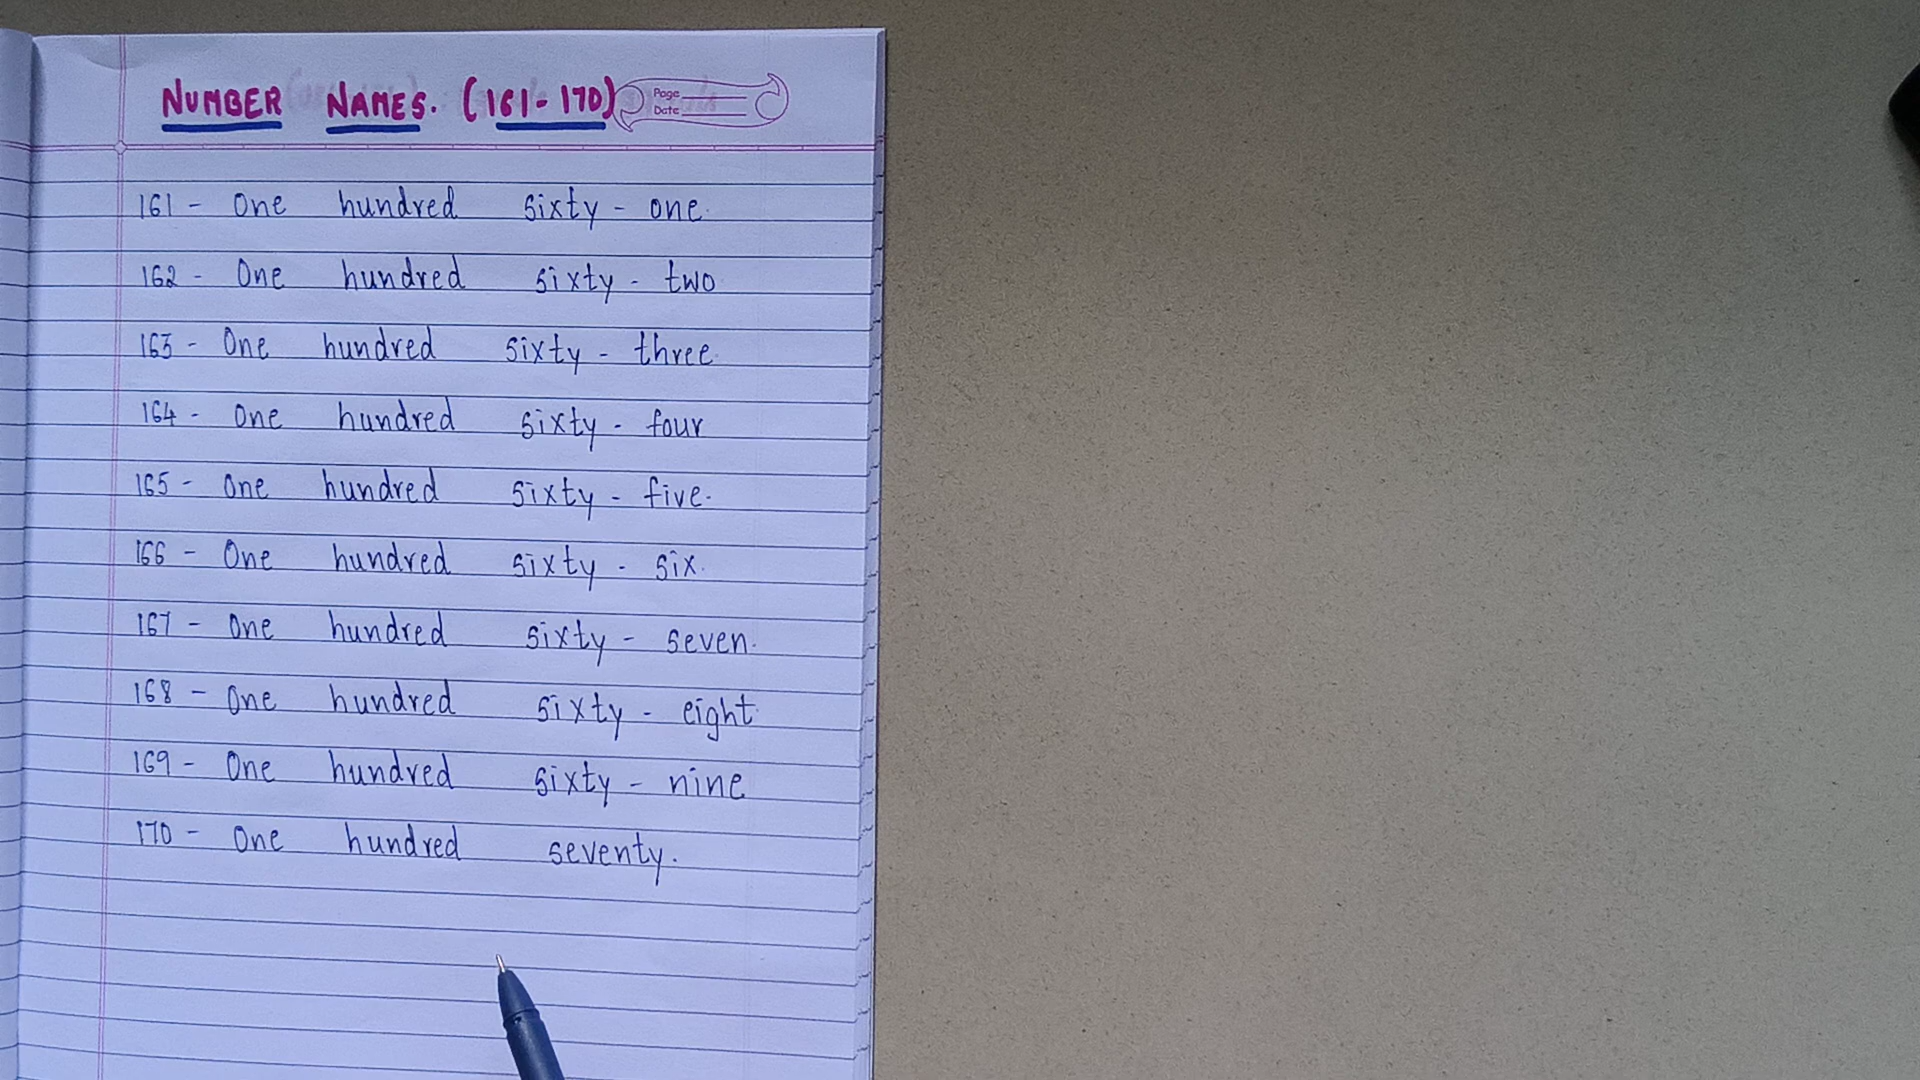 NUMBER NAMES. (161-170)
Page
Date
161 - One hundred sixty - one.
162 - One hundred sixty - two
163 - One hundred sixty - three.
164 - One hundred sixty - four
165 - One hundred sixty - five.
166 - One hundred sixty - six.
167 - One hundred sixty - seven.
168 - One hundred sixty - eight.
169 - One hundred sixty - nine
170 - One hundred seventy.